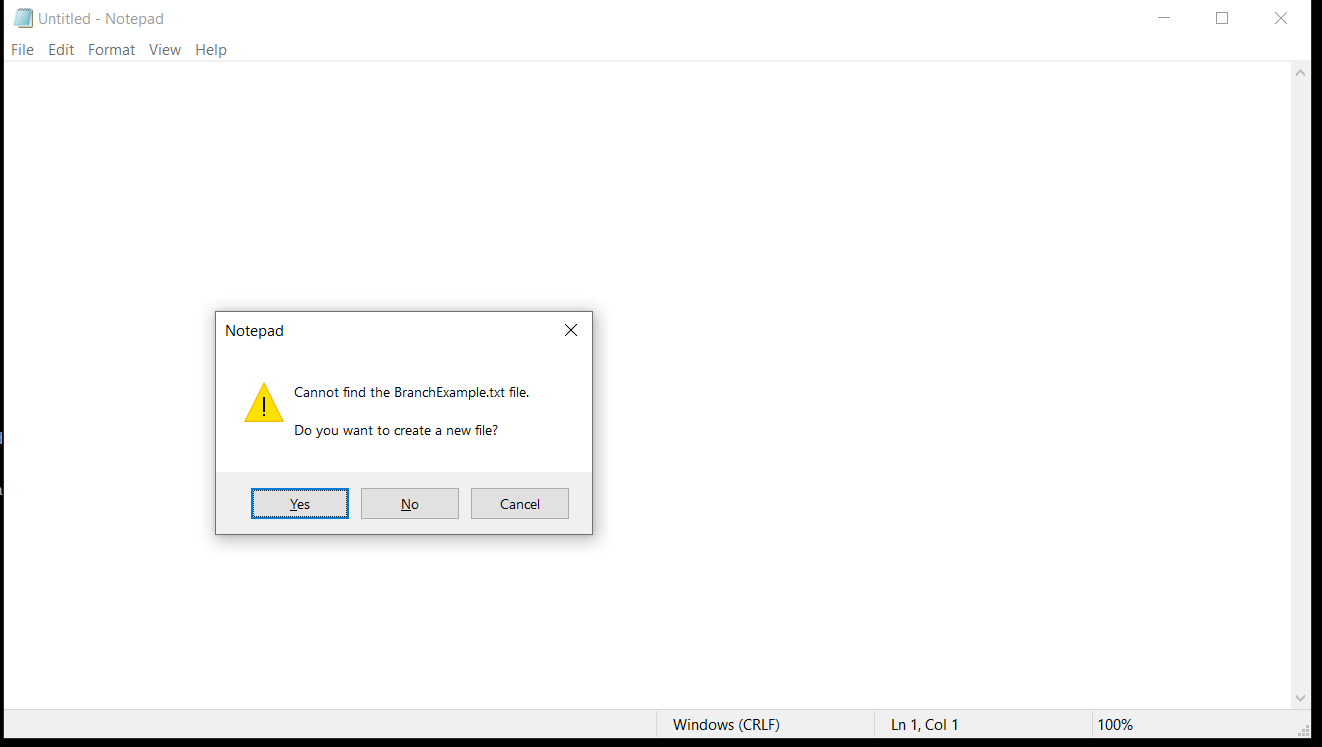 Untitled - Notepad
File Edit Format View Help
Notepad
Cannot find the BranchExample.txt file.
Do you want to create a new file?
Yes No Cancel
Windows (CRLF) Ln 1, Col 1 100%